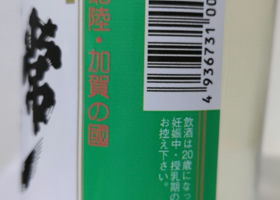 陸・加賀の國
4 936731 00
飲酒は20歳になっ
妊娠中・授乳期の
お控え下さい。